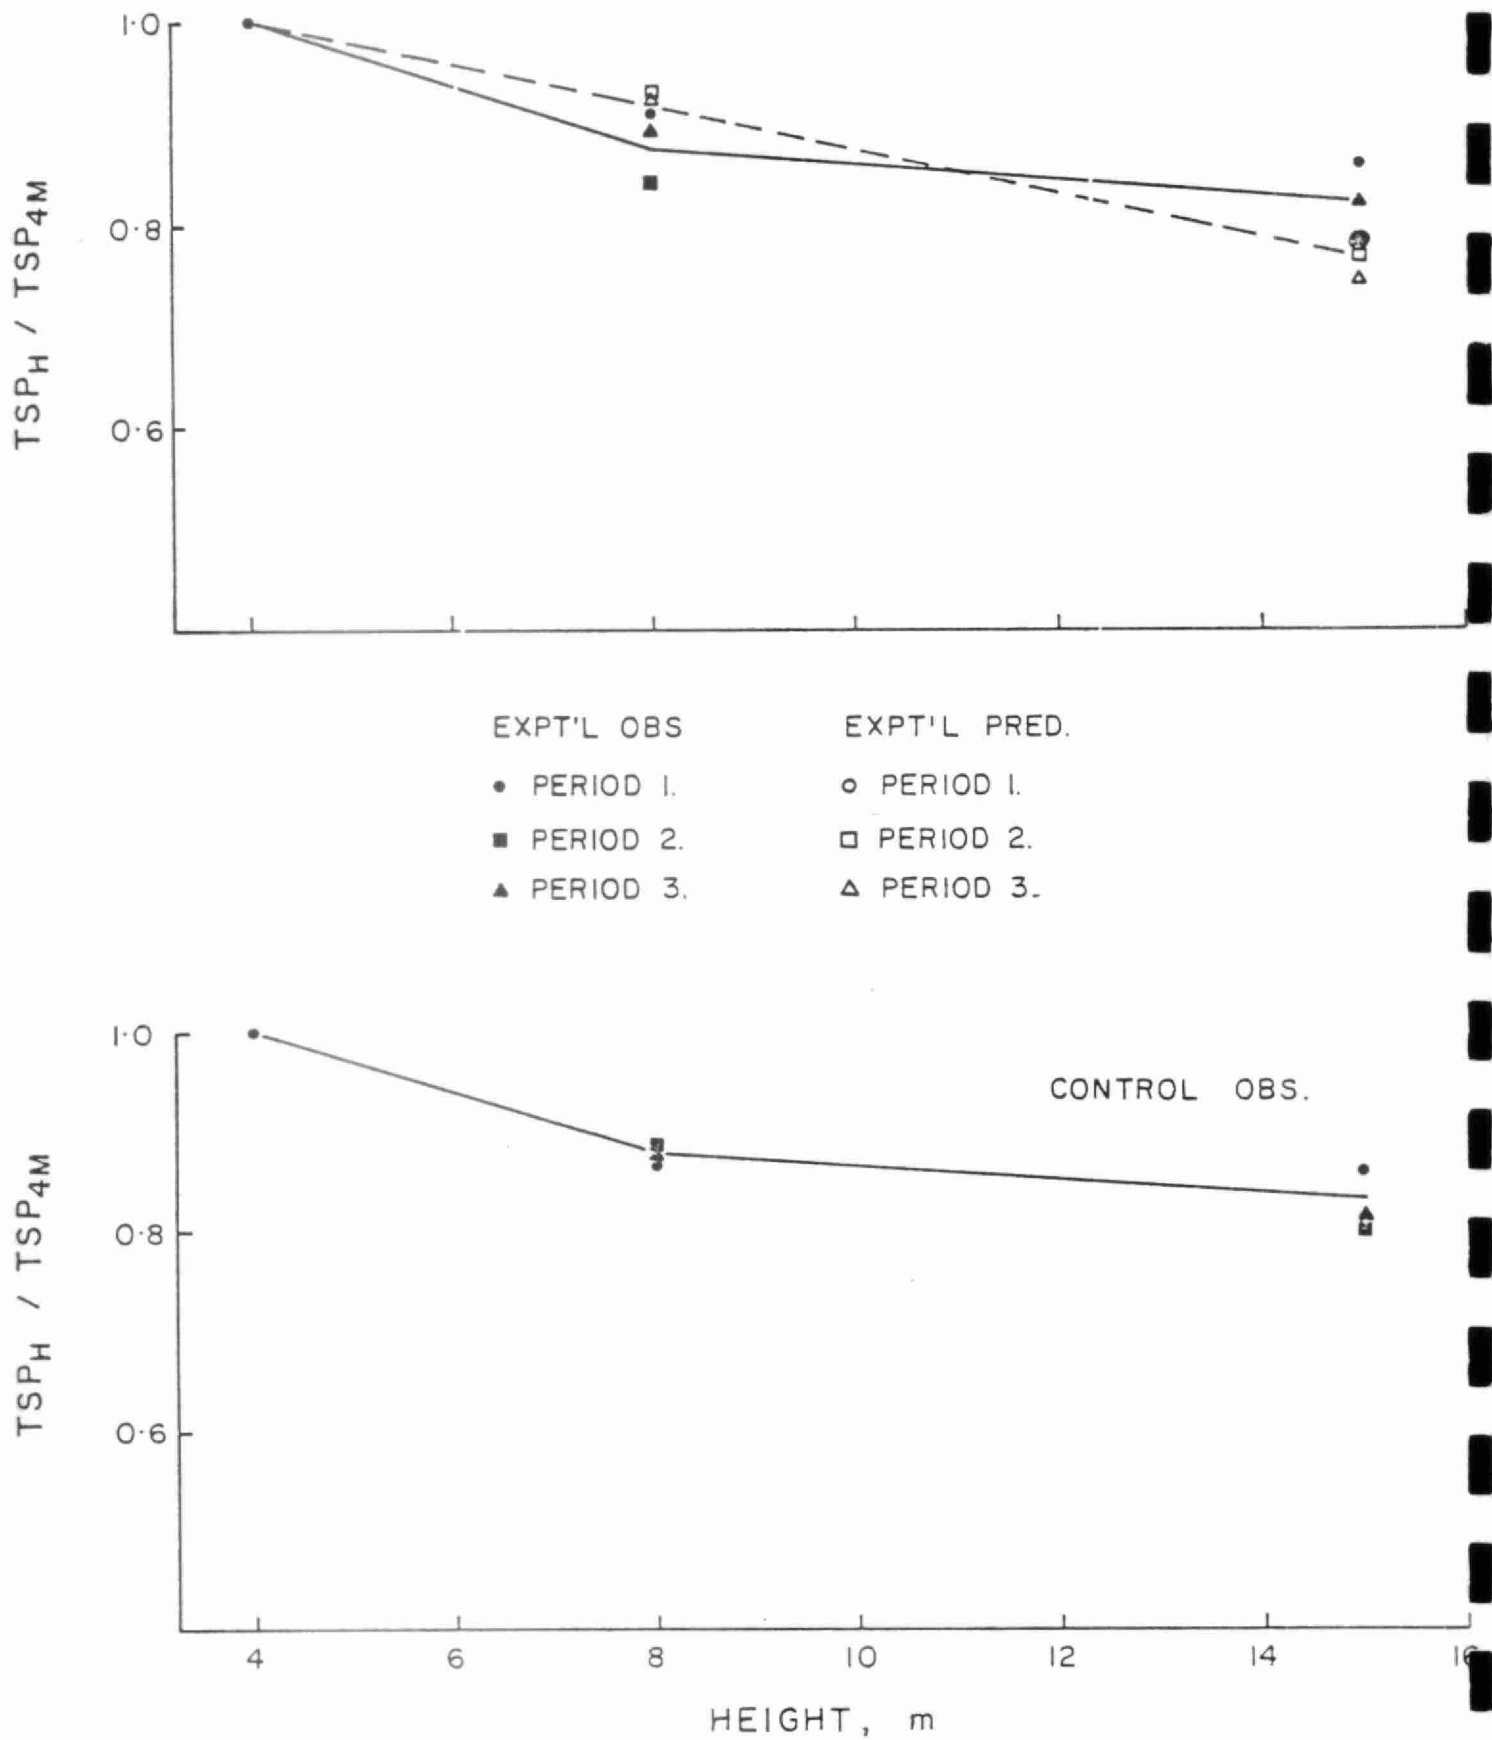 1.0
0.8
0.6
TSPH / TSP4M
EXPT'L OBS
• PERIOD 1.
■ PERIOD 2.
▲ PERIOD 3.
EXPT'L PRED.
○ PERIOD 1.
□ PERIOD 2.
△ PERIOD 3.
CONTROL OBS.
1.0
0.8
0.6
TSPH / TSP4M
4 6 8 10 12 14
HEIGHT, m